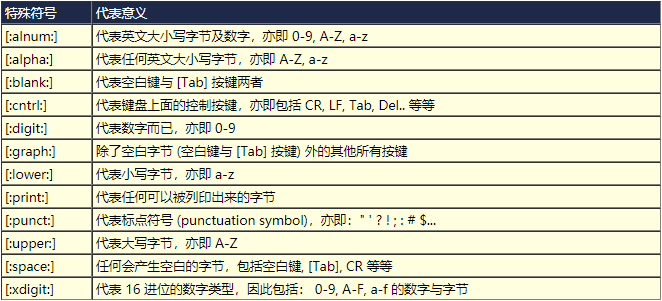 特殊符号 代表意义
[:alnum:] 代表英文大小写字节及数字，亦即 0-9, A-Z, a-z
[:alpha:] 代表任何英文大小写字节，亦即 A-Z, a-z
[:blank:] 代表空白键与 [Tab] 按键两者
[:cntrl:] 代表键盘上面的控制按键，亦即包括 CR, LF, Tab, Del.. 等等
[:digit:] 代表数字而已，亦即 0-9
[:graph:] 除了空白字节 (空白键与 [Tab] 按键) 外的其他所有按键
[:lower:] 代表小写字节，亦即 a-z
[:print:] 代表任何可以被列印出来的字节
[:punct:] 代表标点符号 (punctuation symbol)，亦即：" ' ? ! ; : # $...
[:upper:] 代表大写字节，亦即 A-Z
[:space:] 任何会产生空白的字节，包括空白键, [Tab], CR 等等
[:xdigit:] 代表 16 进位的数字类型，因此包括： 0-9, A-F, a-f 的数字与字节